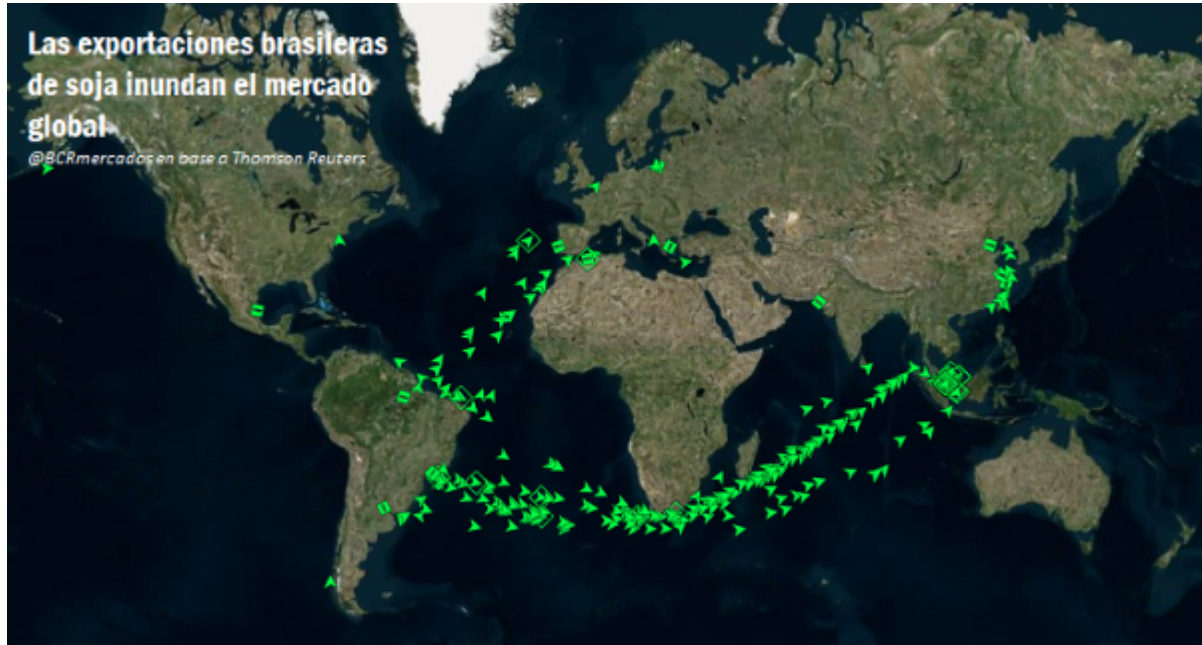 Las exportaciones brasileras
de soja inundan el mercado
global
@BCRmercados en base a Thomson Reuters